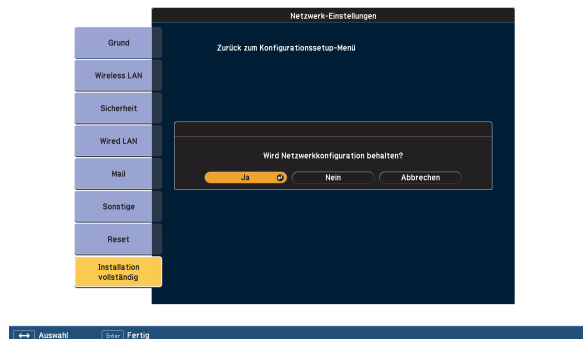 Netzwerk-Einstellungen
Grund
Zurück zum Konfigurationssetup-Menü
Wireless LAN
Sicherheit
Wired LAN
Wird Netzwerkkonfiguration behalten?
Mail
Ja
Nein
Abbrechen
Sonstige
Reset
Installation
vollständig
Auswahl
Enter Fertig